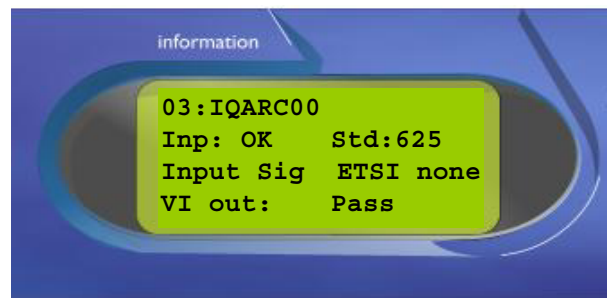 information
03:IQARC00
Inp: OK Std:625
Input Sig ETSI none
VI out: Pass